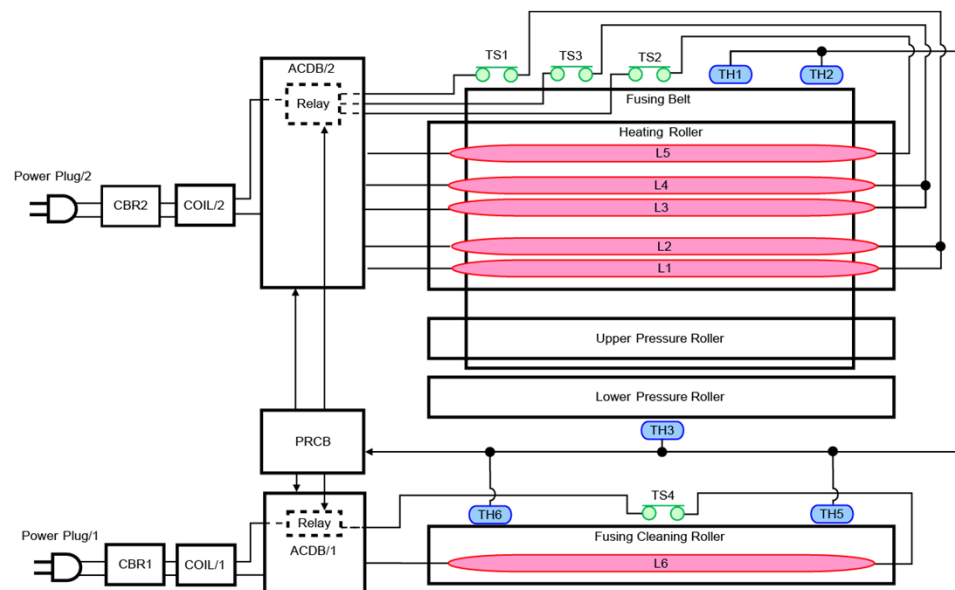 TS1
TS3
TS2
ACDB/2
TH1
TH2
Relay
Fusing Belt
Heating Roller
L5
Power Plug/2
L4
CBR2
COIL/2
L3
L2
L1
Upper Pressure Roller
Lower Pressure Roller
TH3
PRCB
TS4
TH6
TH5
Relay
Power Plug/1
Fusing Cleaning Roller
ACDB/1
CBR1
COIL/1
L6